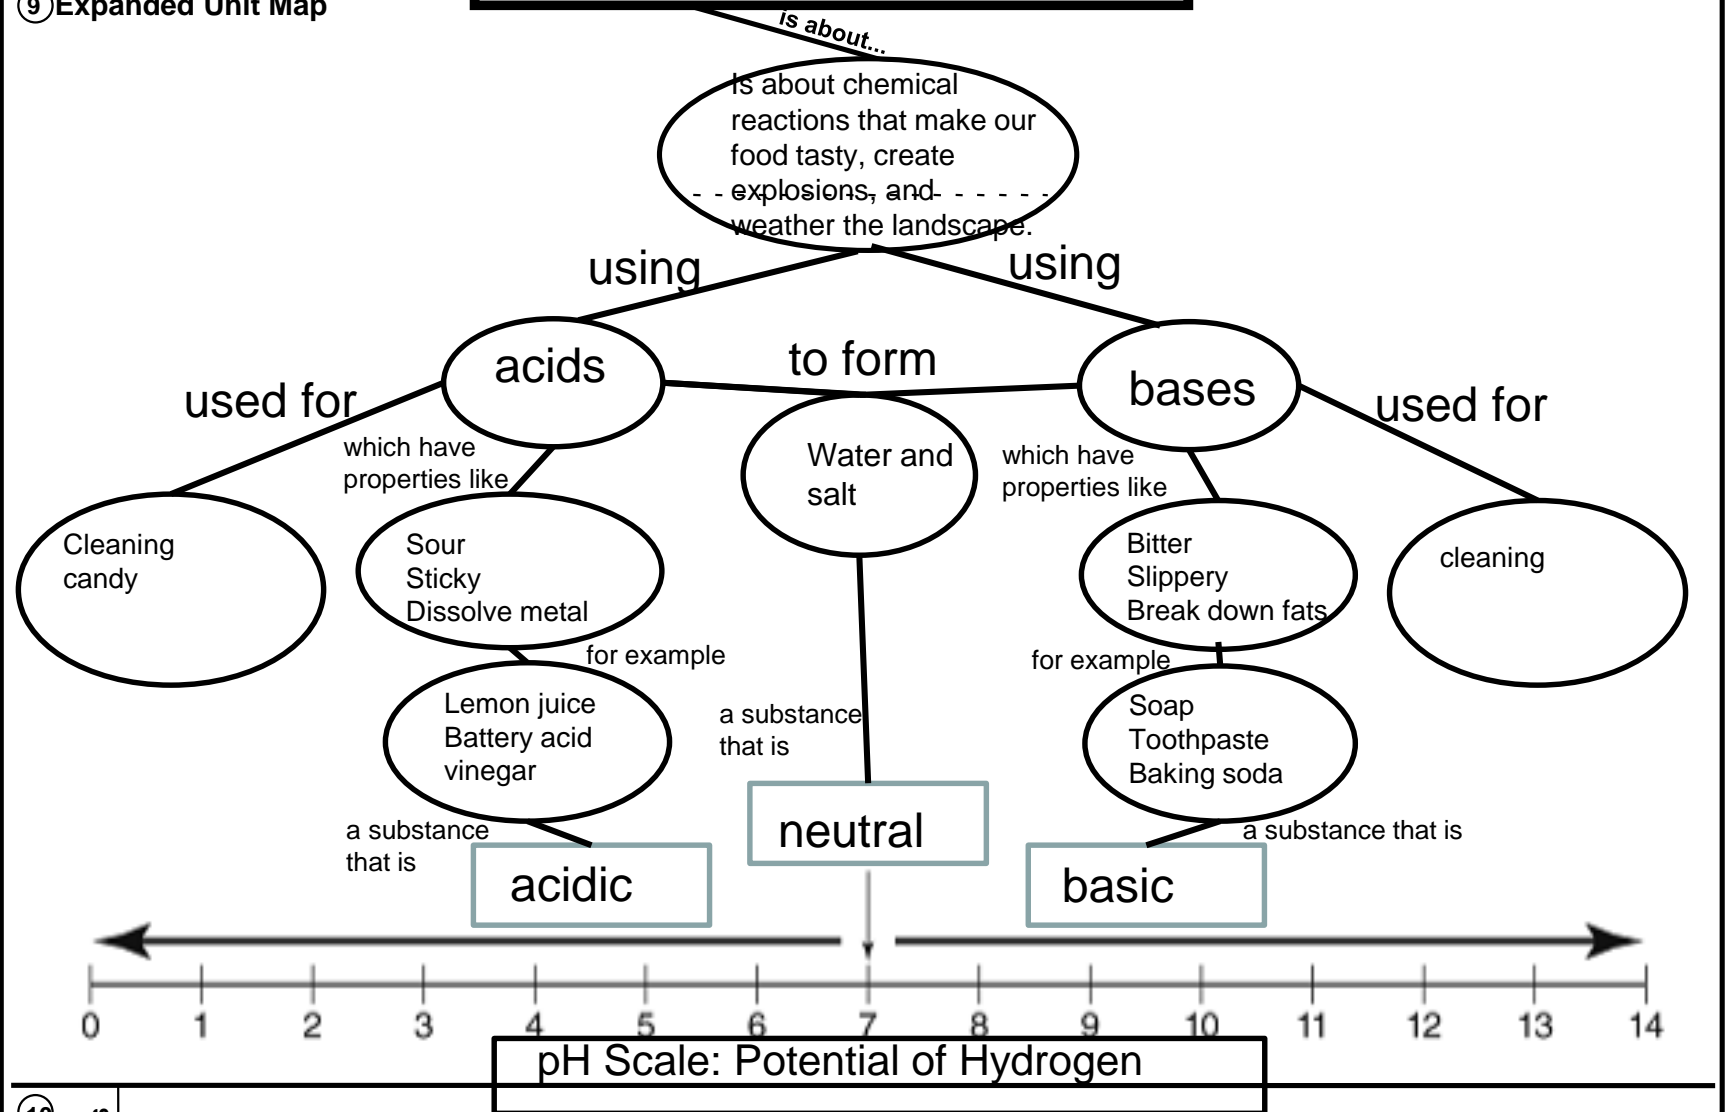 9 Expanded Unit Map
is about...
Is about chemical
reactions that make our
food tasty, create
explosions, and
weather the landscape.
using
using
acids
to form
bases
used for
used for
which have
properties like
Water and
salt
which have
properties like
Cleaning
candy
Sour
Sticky
Dissolve metal
Bitter
Slippery
Break down fats
cleaning
for example
for example
Lemon juice
Battery acid
vinegar
a substance
that is
Soap
Toothpaste
Baking soda
neutral
a substance
that is
a substance that is
acidic
basic
0 1 2 3 4 5 6 7 8 9 10 11 12 13 14
pH Scale: Potential of Hydrogen
10